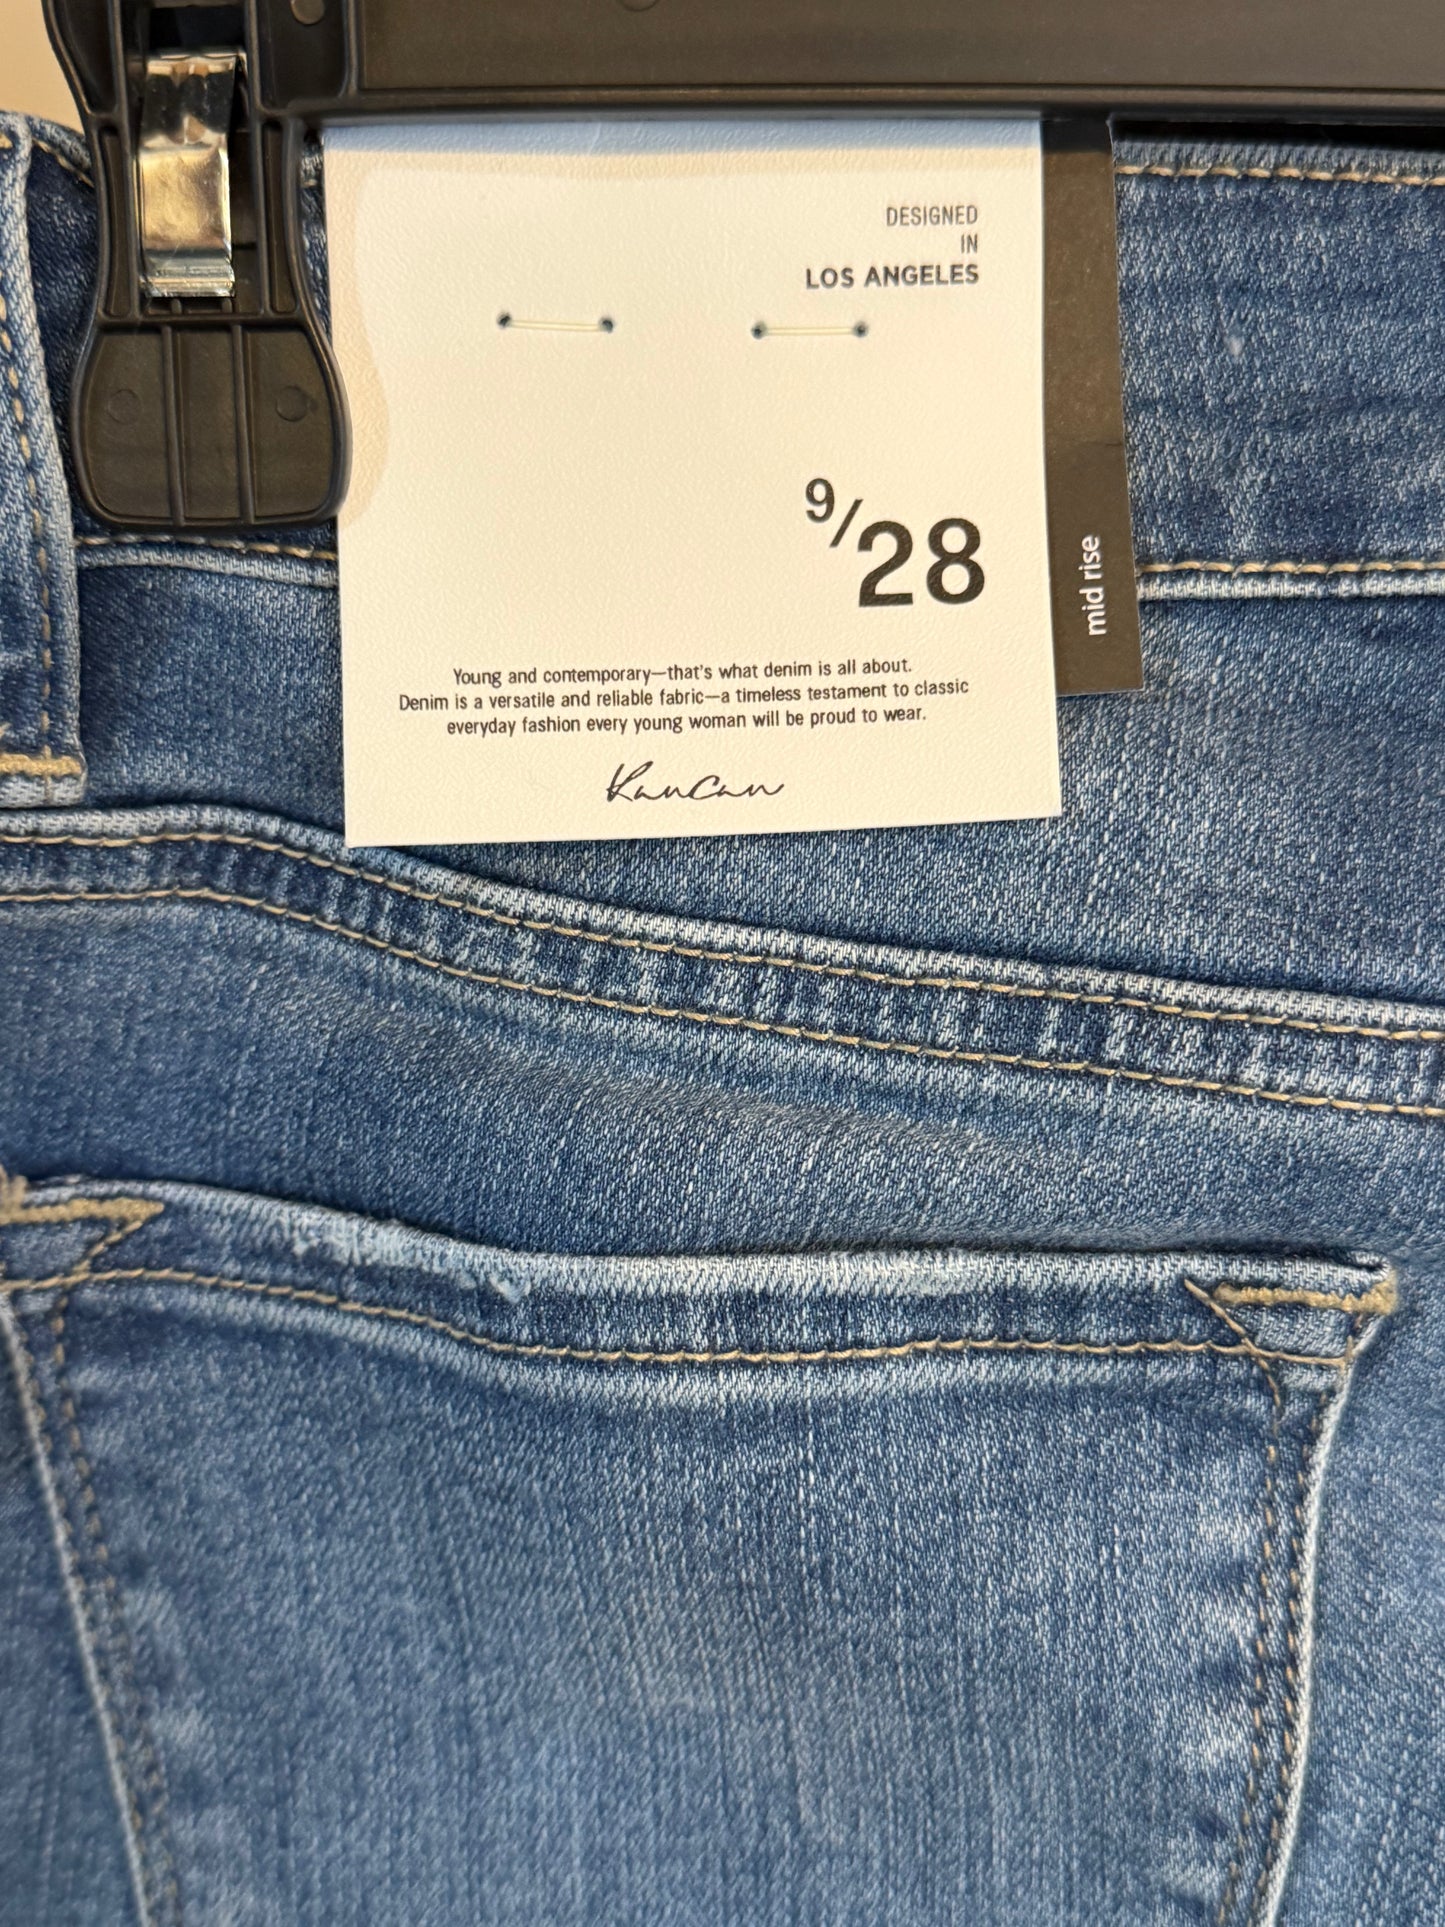 DESIGNED
IN
LOS ANGELES
9/28
mid rise
Young and contemporary—that's what denim is all about.
Denim is a versatile and reliable fabric—a timeless testament to classic
everyday fashion every young woman will be proud to wear.
KanCan